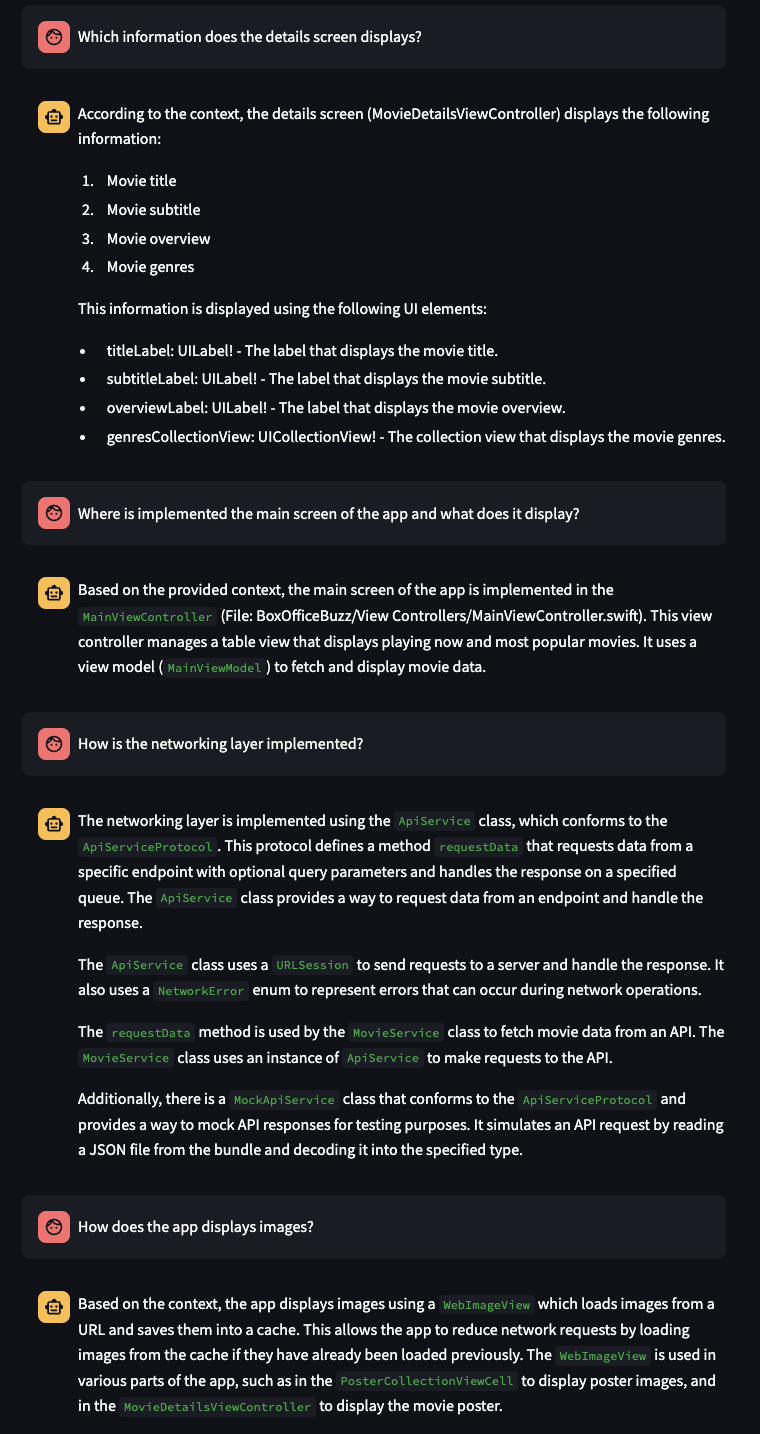 Which information does the details screen displays?
According to the context, the details screen (MovieDetailsViewController) displays the following
information:
1. Movie title
2. Movie subtitle
3. Movie overview
4. Movie genres
This information is displayed using the following UI elements:
• titleLabel: UILabel! - The label that displays the movie title.
• subtitleLabel: UILabel! - The label that displays the movie subtitle.
• overviewLabel: UILabel! - The label that displays the movie overview.
• genresCollectionView: UICollectionView! - The collection view that displays the movie genres.
Where is implemented the main screen of the app and what does it display?
Based on the provided context, the main screen of the app is implemented in the
MainViewController (File: BoxOfficeBuzz/View Controllers/MainViewController.swift). This view
controller manages a table view that displays playing now and most popular movies. It uses a
view model ( MainViewModel ) to fetch and display movie data.
How is the networking layer implemented?
The networking layer is implemented using the ApiService class, which conforms to the
ApiServiceProtocol . This protocol defines a method requestData that requests data from a
specific endpoint with optional query parameters and handles the response on a specified
queue. The ApiService class provides a way to request data from an endpoint and handle the
response.
The ApiService class uses a URLSession to send requests to a server and handle the response. It
also uses a NetworkError enum to represent errors that can occur during network operations.
The requestData method is used by the MovieService class to fetch movie data from an API. The
MovieService class uses an instance of ApiService to make requests to the API.
Additionally, there is a MockApiService class that conforms to the ApiServiceProtocol and
provides a way to mock API responses for testing purposes. It simulates an API request by reading
a JSON file from the bundle and decoding it into the specified type.
How does the app displays images?
Based on the context, the app displays images using a WebImageView which loads images from a
URL and saves them into a cache. This allows the app to reduce network requests by loading
images from the cache if they have already been loaded previously. The WebImageView is used in
various parts of the app, such as in the PosterCollectionViewCell to display poster images, and
in the MovieDetailsViewController to display the movie poster.